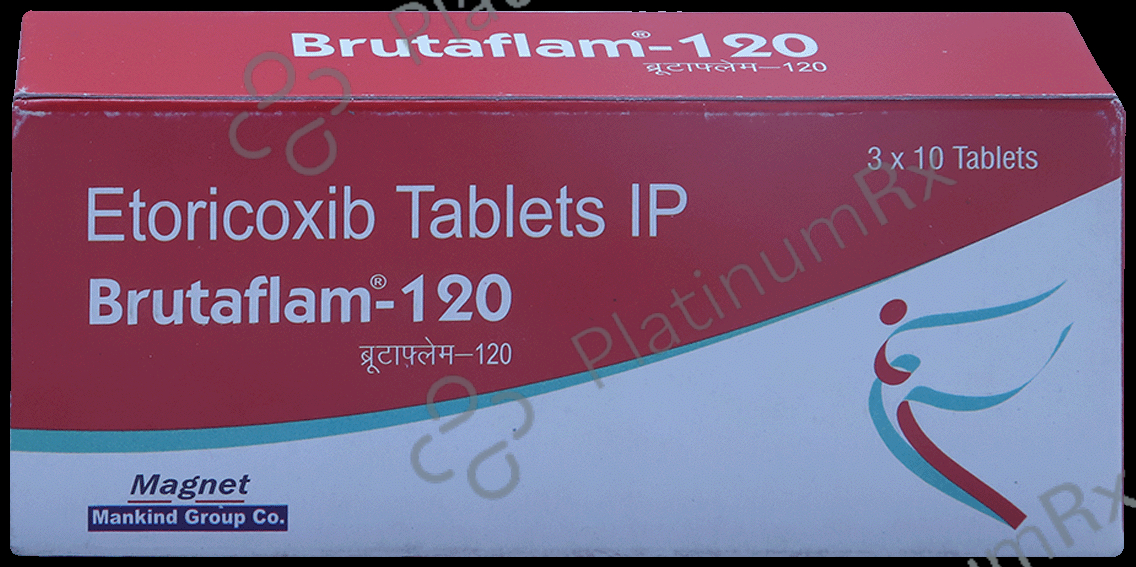 Brutaflam®-120
ब्रूटाफ्लेम-120
3 x 10 Tablets
Etoricoxib Tablets IP
Brutaflam®-120
ब्रूटाफ़्लेम-120
Magnet
Mankind Group Co.
PlatinumRx
PlatinumRx